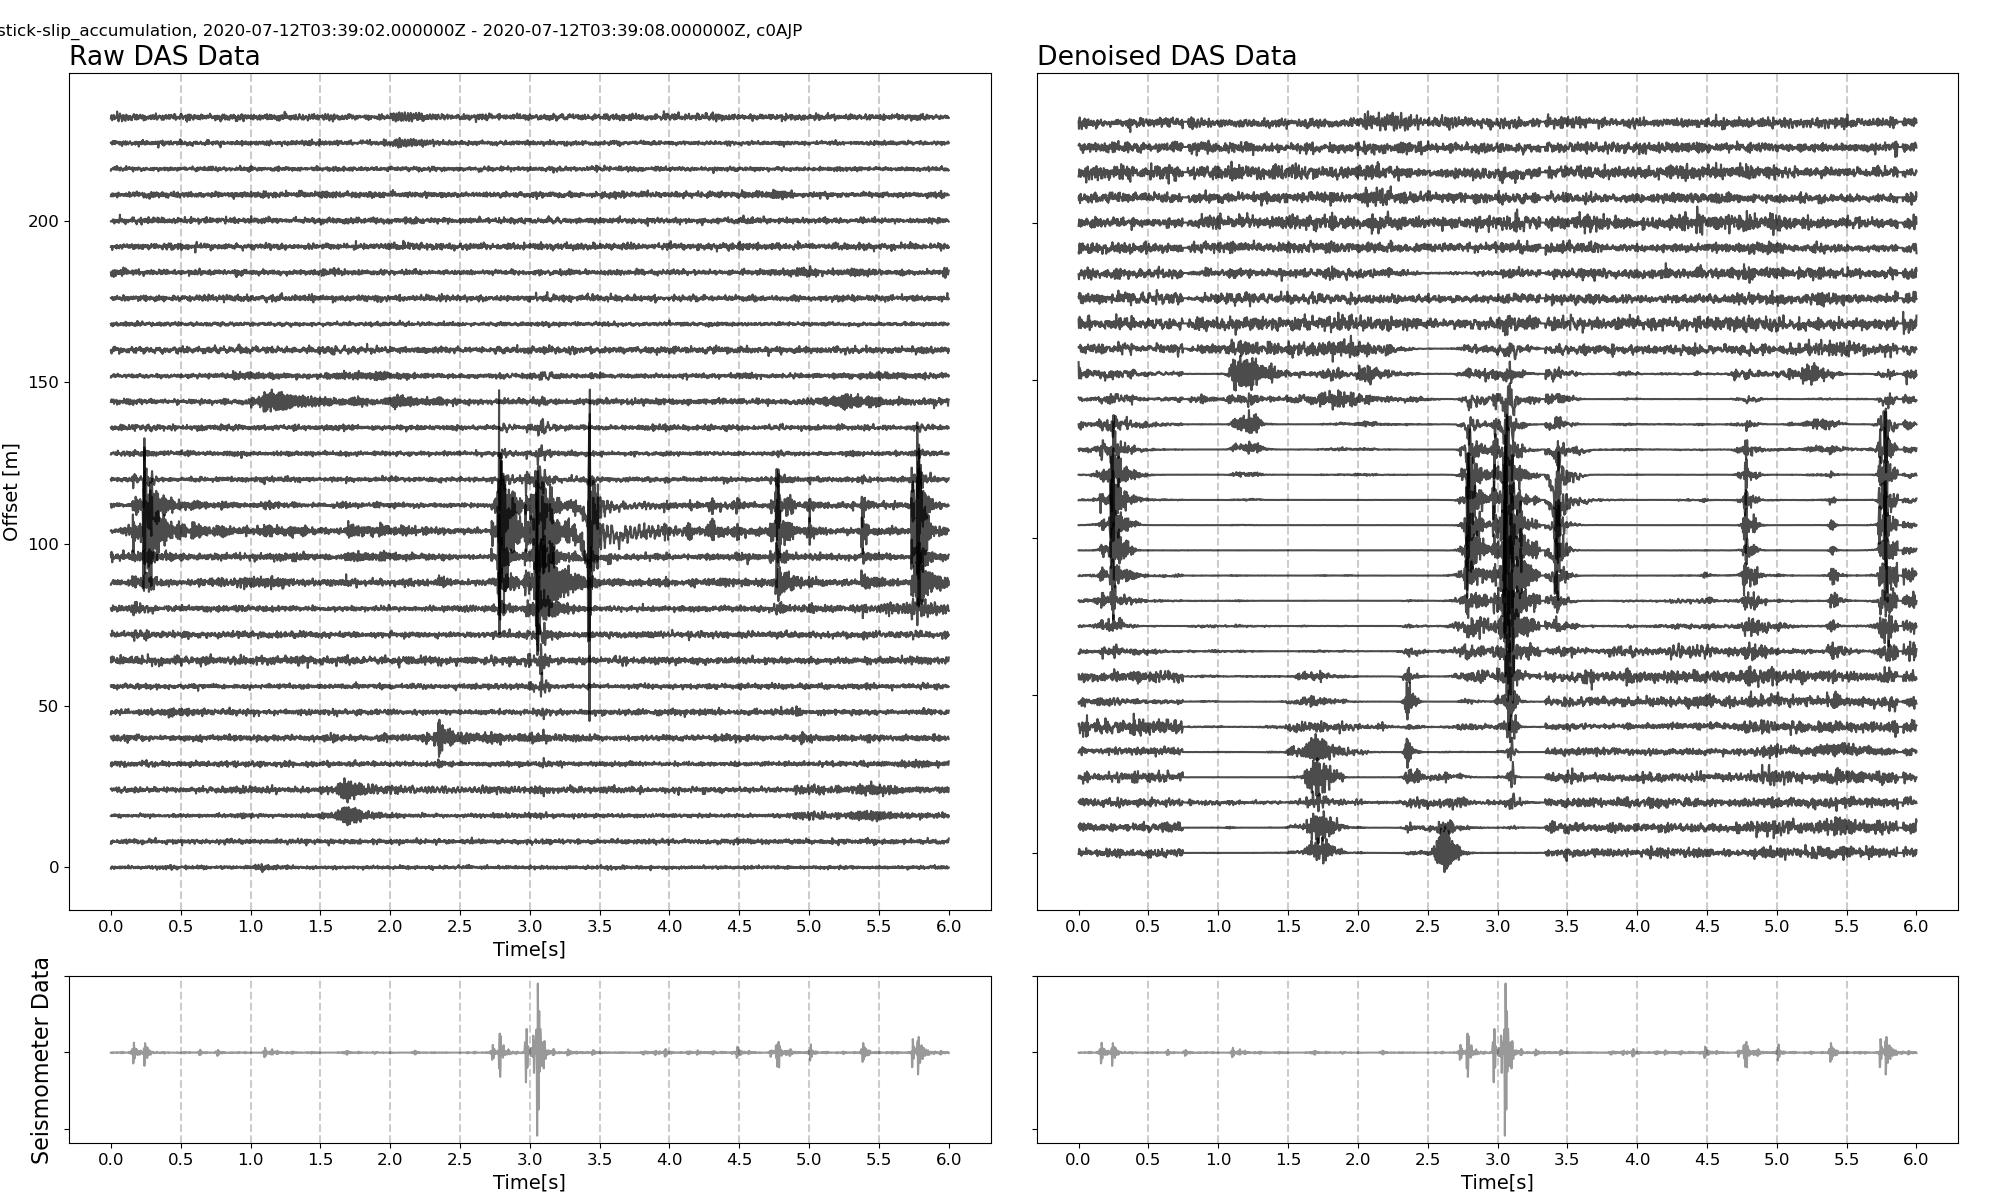 stick-slip_accumulation, 2020-07-12T03:39:02.000000Z - 2020-07-12T03:39:08.000000Z, c0AJP
Raw DAS Data
Denoised DAS Data
Offset [m]
200
150
100
50
0
0.0 0.5 1.0 1.5 2.0 2.5 3.0 3.5 4.0 4.5 5.0 5.5 6.0
Time[s]
0.0 0.5 1.0 1.5 2.0 2.5 3.0 3.5 4.0 4.5 5.0 5.5 6.0
Seismometer Data
0.0 0.5 1.0 1.5 2.0 2.5 3.0 3.5 4.0 4.5 5.0 5.5 6.0
Time[s]
0.0 0.5 1.0 1.5 2.0 2.5 3.0 3.5 4.0 4.5 5.0 5.5 6.0
Time[s]